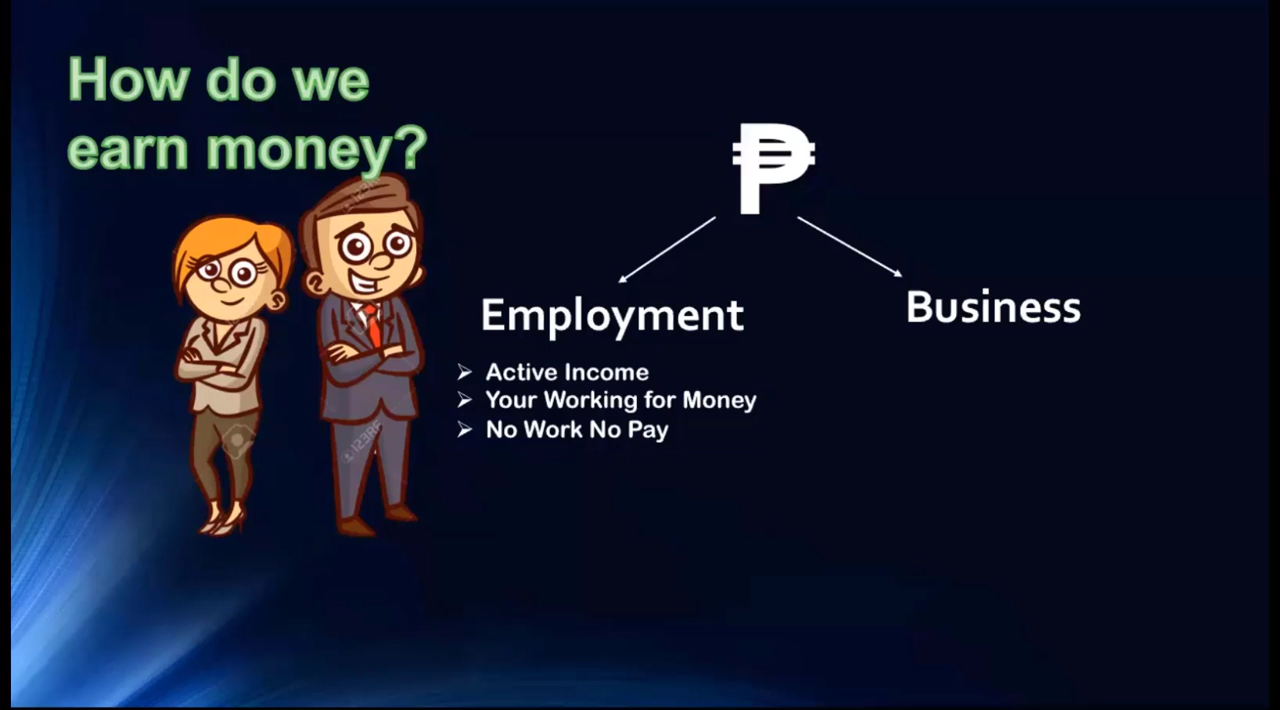 How do we
earn money?
₱
Employment
Business
➢ Active Income
➢ Your Working for Money
➢ No Work No Pay